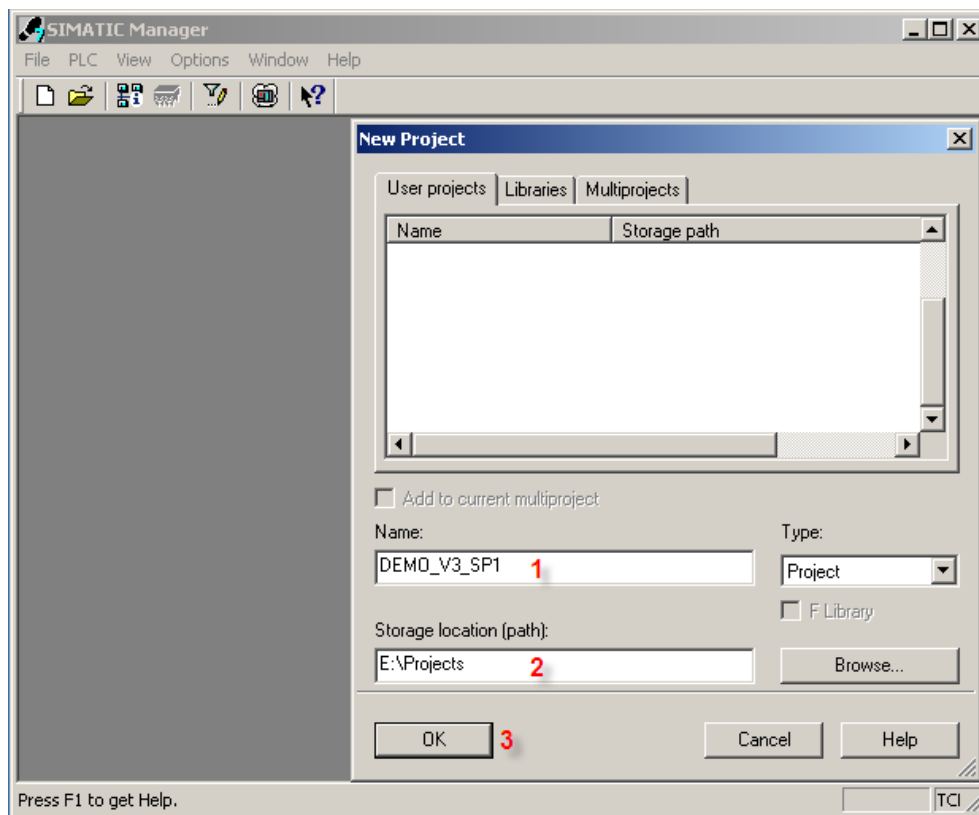 SIMATIC Manager
File PLC View Options Window Help
New Project
User projects Libraries Multiprojects
Name Storage path
Add to current multiproject
Name: Type:
DEMO_V3_SP1 1 Project
F Library
Storage location (path):
E:\Projects 2 Browse...
OK 3 Cancel Help
Press F1 to get Help. TCI